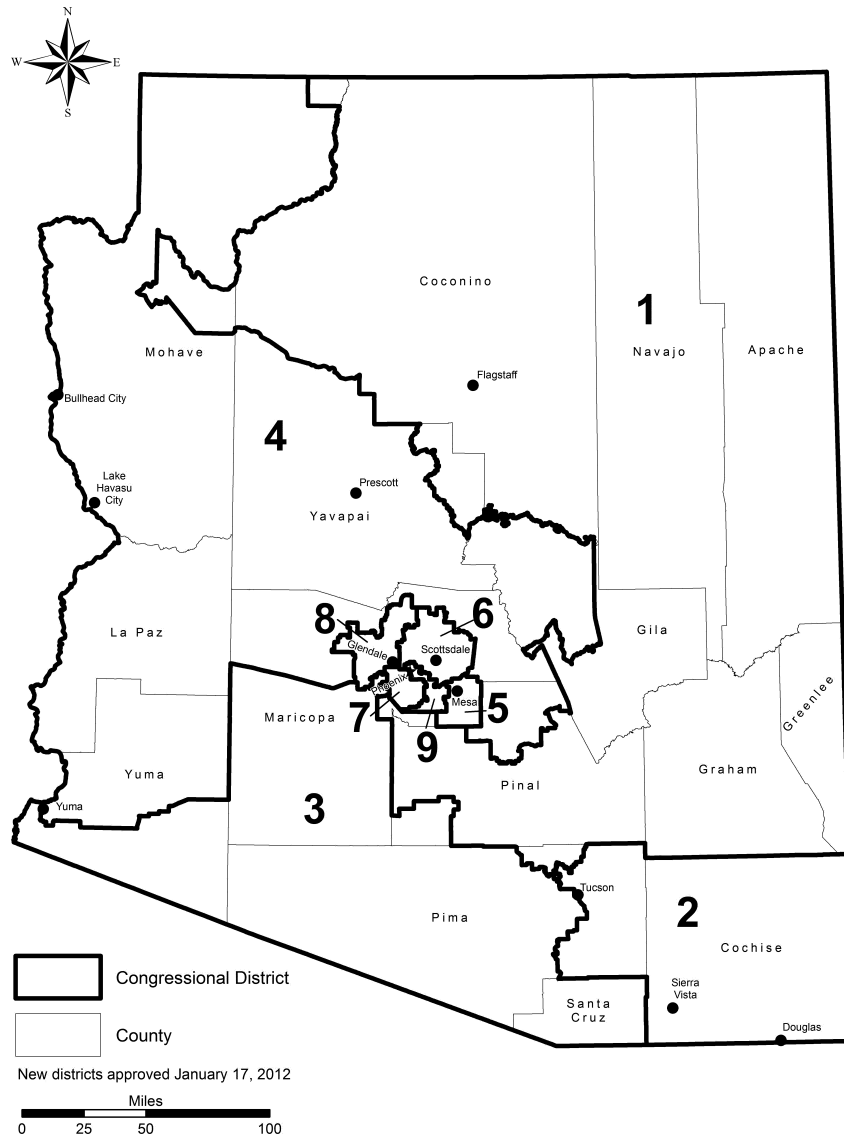 N
W
E
S
Coconino
1
Navajo
Apache
Mohave
Flagstaff
Bullhead City
4
Lake
Havasu
City
Prescott
Yavapai
8
6
La Paz
Gila
Glendale
Scottsdale
Phoenix
Mesa
Greenlee
7
5
Maricopa
9
Yuma
Pinal
Graham
Yuma
3
Tucson
2
Pima
Cochise
Congressional District
Sierra
Vista
Santa
Cruz
Douglas
County
New districts approved January 17, 2012
Miles
0 25 50 100